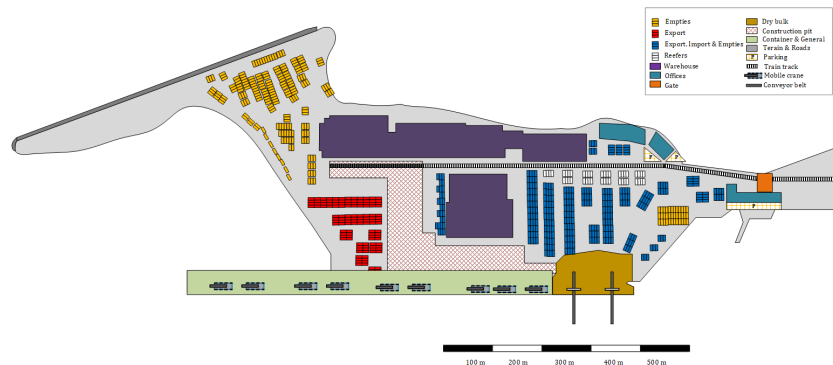 Empties
Export
Export, Import & Empties
Reefers
Warehouse
Offices
Gate
Dry bulk
Construction pit
Container & General
Terain & Roads
P Parking
Train track
Mobile crane
Conveyor belt
P P
P
100 m 200 m 300 m 400 m 500 m